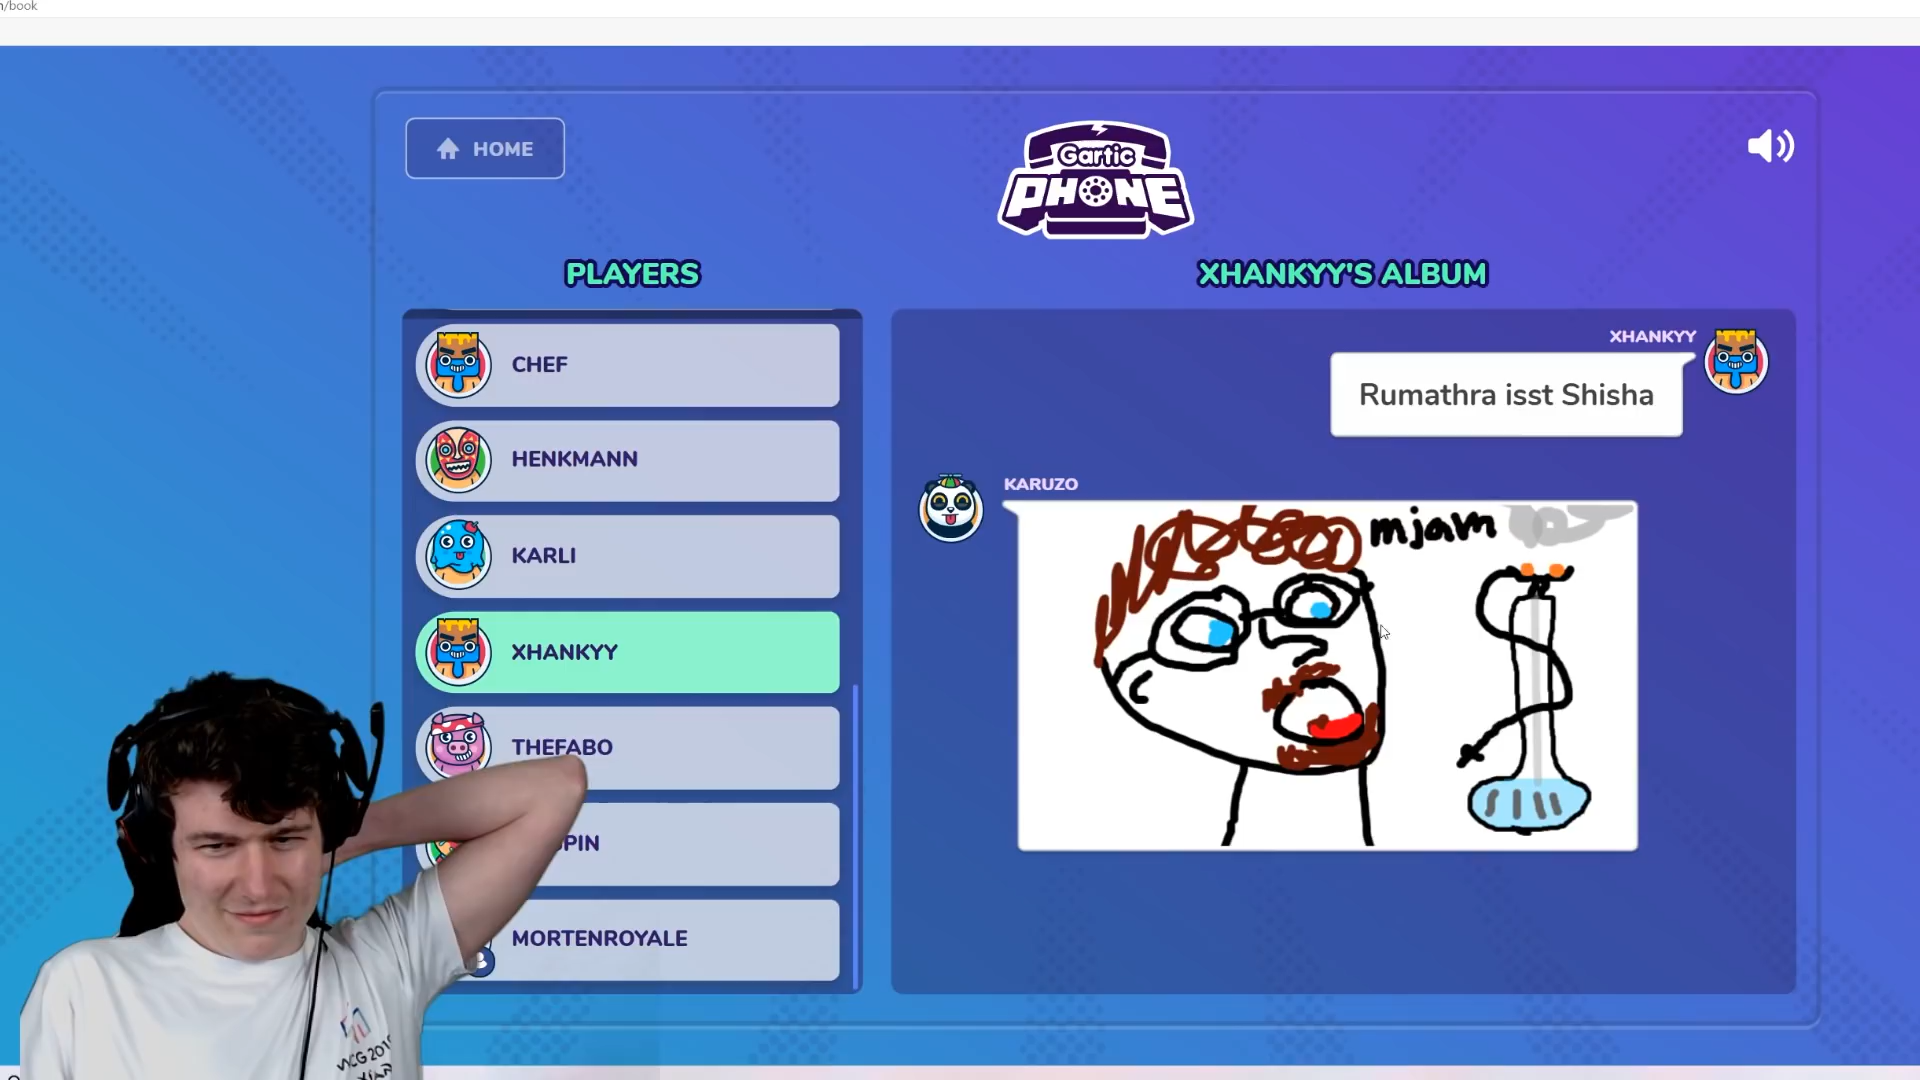 /book
HOME
Gartic
PHONE
PLAYERS
XHANKYY'S ALBUM
CHEF
HENKMANN
KARLI
XHANKYY
THEFABO
PIN
MORTENROYALE
XHANKYY
Rumathra isst Shisha
KARUZO
mjam